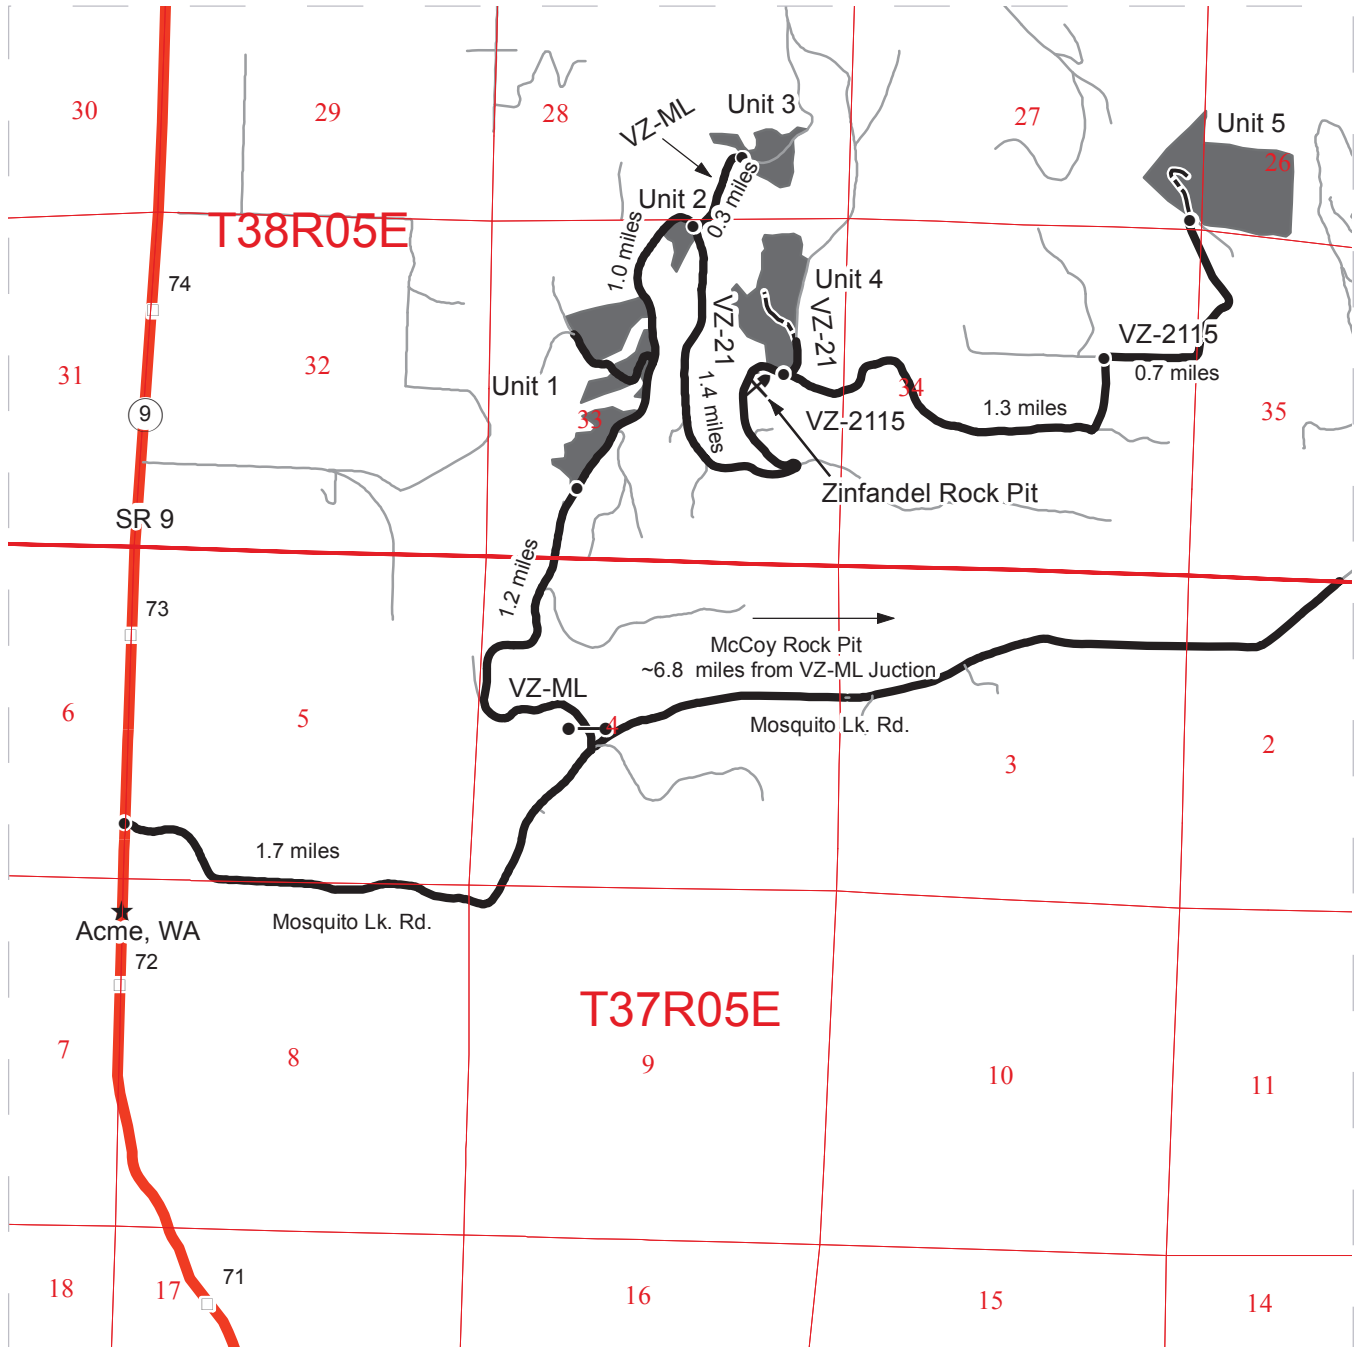 Unit 3
30
29
28
VZ-ML
27
Unit 5
26
0.3 miles
Unit 2
T38R05E
1.0 miles
74
Unit 4
VZ-21
VZ-21
VZ-2115
0.7 miles
31
32
Unit 1
34
35
9
33
1.4 miles
VZ-2115
1.3 miles
Zinfandel Rock Pit
SR 9
1.2 miles
73
McCoy Rock Pit
~6.8 miles from VZ-ML Juction
VZ-ML
6
5
4
Mosquito Lk. Rd.
3
2
1.7 miles
Mosquito Lk. Rd.
Acme, WA
72
T37R05E
7
8
9
10
11
71
18
17
16
15
14